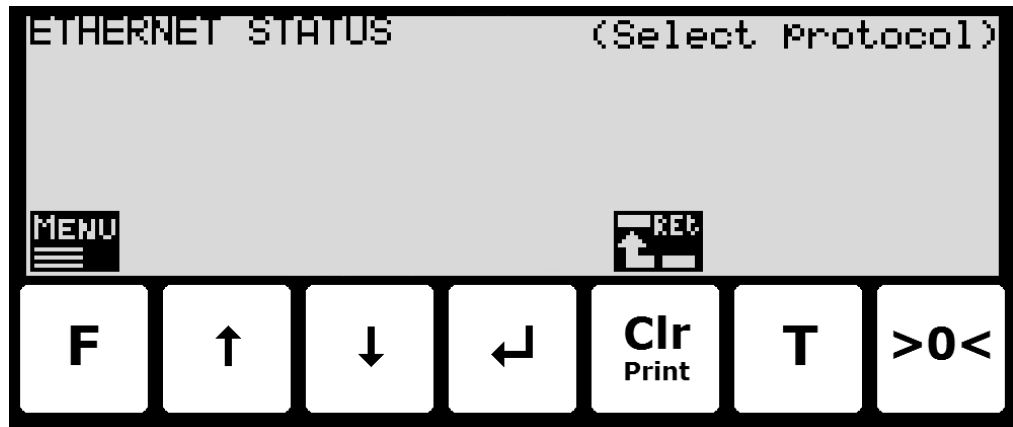 ETHERNET STATUS (Select Protocol)
MENU REt
F ↑ ↓ ↵ Clr T >0<
Print